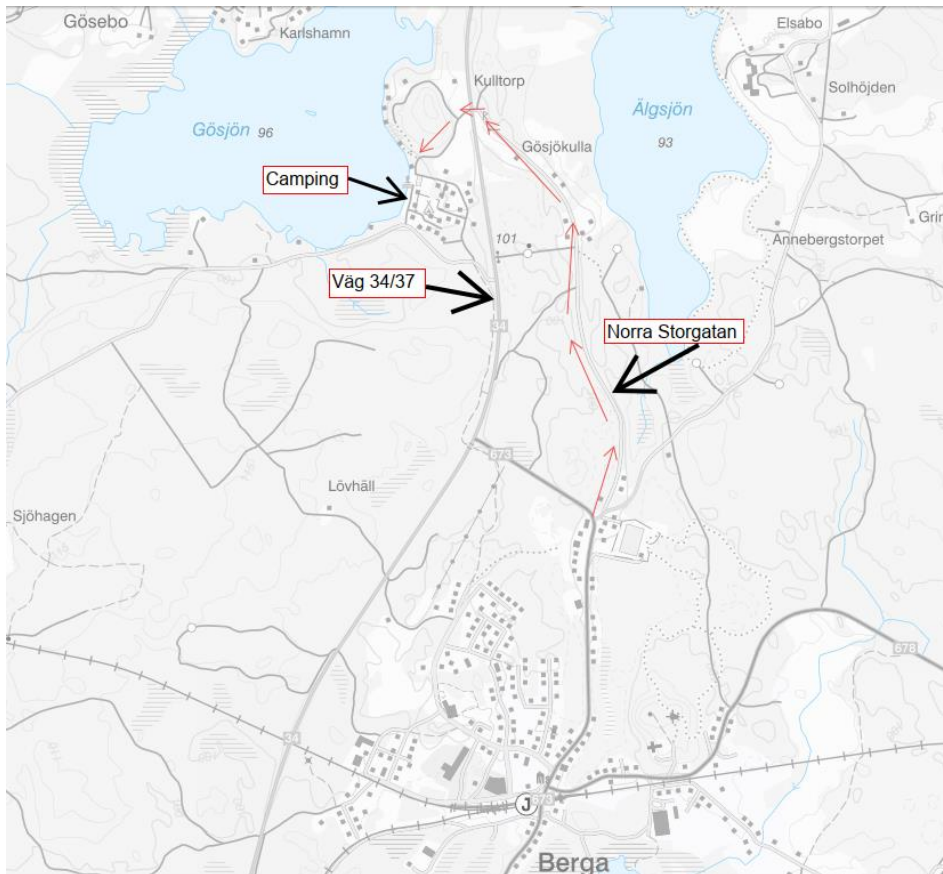 Gösebo
Karlshamn
Elsabo
Kulltorp
Solhöjden
Älgsjön
93
Gösjön 96
Gösjökulla
Camping
Annebergstorpet
101
Väg 34/37
34
Norra Storgatan
673
Lövhäll
Sjöhagen
678
34
J
Berga